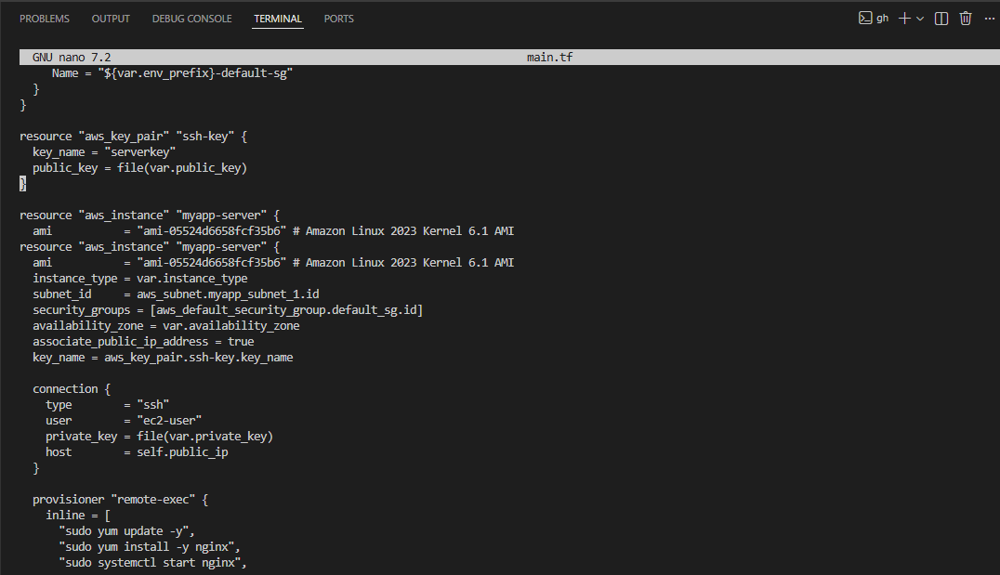 PROBLEMS OUTPUT DEBUG CONSOLE TERMINAL PORTS gh
GNU nano 7.2 main.tf
Name = "${var.env_prefix}-default-sg"
}
}
resource "aws_key_pair" "ssh-key" {
key_name = "serverkey"
public_key = file(var.public_key)
}
resource "aws_instance" "myapp-server" {
ami = "ami-05524d6658fcf35b6" # Amazon Linux 2023 Kernel 6.1 AMI
resource "aws_instance" "myapp-server" {
ami = "ami-05524d6658fcf35b6" # Amazon Linux 2023 Kernel 6.1 AMI
instance_type = var.instance_type
subnet_id = aws_subnet.myapp_subnet_1.id
security_groups = [aws_default_security_group.default_sg.id]
availability_zone = var.availability_zone
associate_public_ip_address = true
key_name = aws_key_pair.ssh-key.key_name
connection {
type = "ssh"
user = "ec2-user"
private_key = file(var.private_key)
host = self.public_ip
}
provisioner "remote-exec" {
inline = [
"sudo yum update -y",
"sudo yum install -y nginx",
"sudo systemctl start nginx",